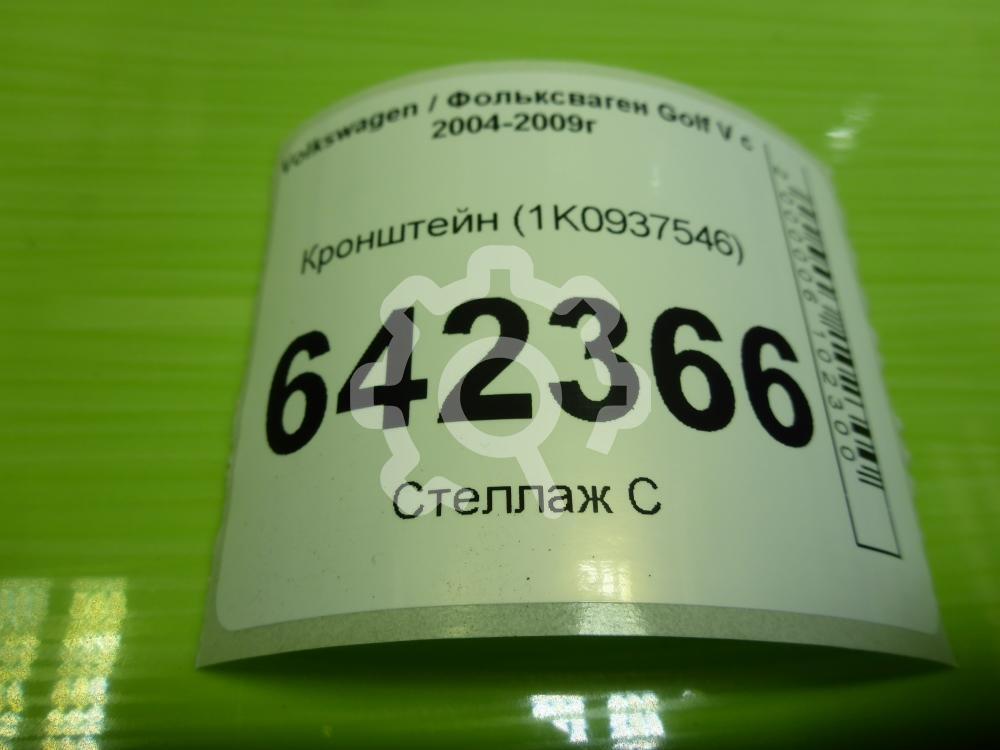 Volkswagen / Фольксваген Golf V с
2004-2009г
Кронштейн (1K0937546)
642366
Стеллаж С